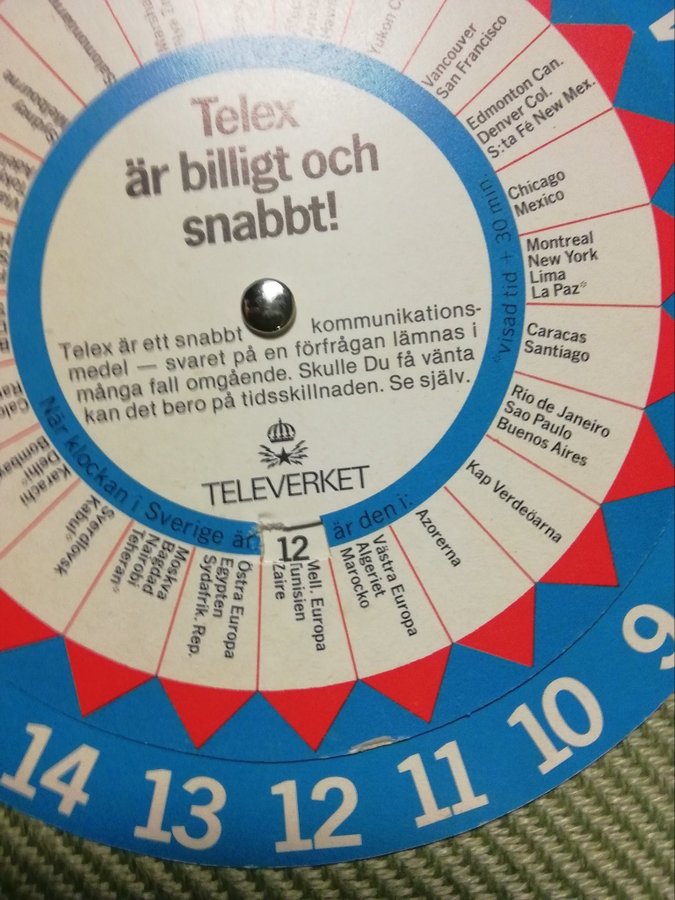 Telex
är billigt och
snabbt!
Telex är ett snabbt kommunikations-
medel — svaret på en förfrågan lämnas i
många fall omgående. Skulle Du få vänta
kan det bero på tidsskillnaden. Se själv.
TELEVERKET
När klockan i Sverige är
12
är den i:
*visad tid + 30 min.
Yukon
Vancouver
San Francisco
Edmonton Can.
Denver Col.
S:ta Fé New Mex.
Chicago
Mexico
Montreal
New York
Lima
La Paz*
Caracas
Santiago
Rio de Janeiro
Sao Paulo
Buenos Aires
Kap Verdeöarna
Azorerna
Västra Europa
Algeriet
Marocko
Mell. Europa
Tunisien
Zaire
Östra Europa
Egypten
Sydafrik. Rep.
Moskva
Bagdad
Nairobi
Teheran*
Sverdlovsk
Kabul*
Karachi
Delhi*
Bombay
Sydney
Melbourne
9
10
11
12
13
14